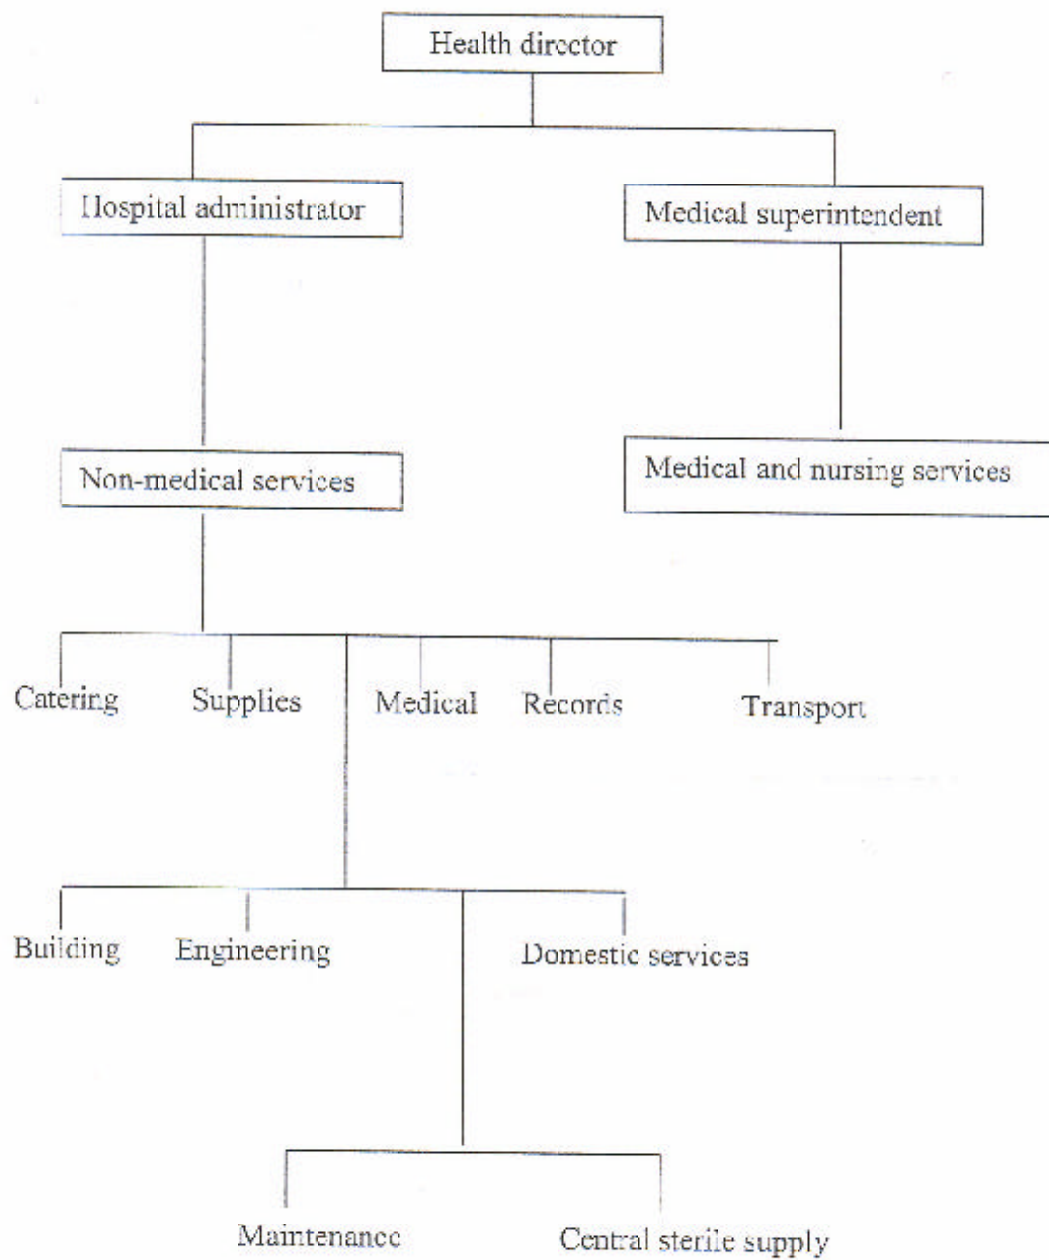 Health director
Hospital administrator
Medical superintendent
Non-medical services
Medical and nursing services
Catering Supplies Medical Records Transport
Building Engineering Domestic services
Maintenance Central sterile supply